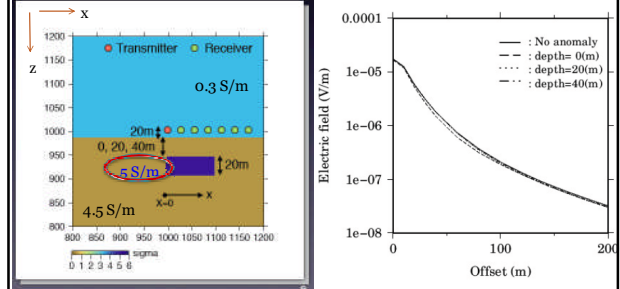 x
z
1200
1150
1100
1050
1000
950
900
850
800
Transmitter
Receiver
0.3 S/m
20m
0, 20, 40m
20m
5 S/m
X=0
x
4.5 S/m
800 850 900 950 1000 1050 1100 1150 1200
sigma
0 1 2 3 4 5 6
0.0001
1e-05
1e-06
1e-07
1e-08
Electric field (V/m)
: No anomaly
: depth= 0(m)
: depth=20(m)
: depth=40(m)
0 100 200
Offset (m)